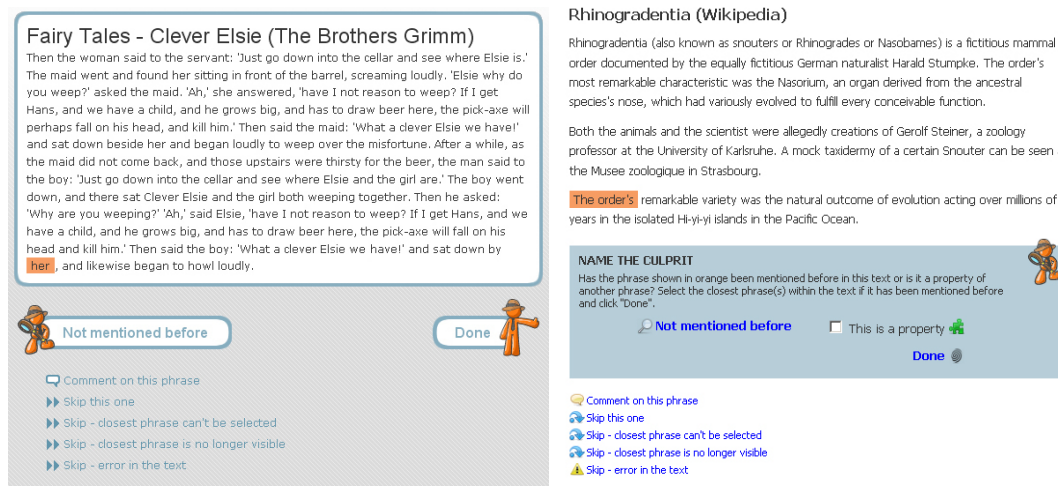 Fairy Tales - Clever Elsie (The Brothers Grimm)
Then the woman said to the servant: 'Just go down into the cellar and see where Elsie is.'
The maid went and found her sitting in front of the barrel, screaming loudly. 'Elsie why do
you weep?' asked the maid. 'Ah,' she answered, 'have I not reason to weep? If I get
Hans, and we have a child, and he grows big, and has to draw beer here, the pick-axe will
perhaps fall on his head, and kill him.' Then said the maid: 'What a clever Elsie we have!'
and sat down beside her and began loudly to weep over the misfortune. After a while, as
the maid did not come back, and those upstairs were thirsty for the beer, the man said to
the boy: 'Just go down into the cellar and see where Elsie and the girl are.' The boy went
down, and there sat Clever Elsie and the girl both weeping together. Then he asked:
'Why are you weeping?' 'Ah,' said Elsie, 'have I not reason to weep? If I get Hans, and we
have a child, and he grows big, and has to draw beer here, the pick-axe will fall on his
head and kill him.' Then said the boy: 'What a clever Elsie we have!' and sat down by
her , and likewise began to howl loudly.
Not mentioned before
Done
Comment on this phrase
Skip this one
Skip - closest phrase can't be selected
Skip - closest phrase is no longer visible
Skip - error in the text
Rhinogradentia (Wikipedia)
Rhinogradentia (also known as snouters or Rhinogrades or Nasobames) is a fictitious mammal
order documented by the equally fictitious German naturalist Harald Stumpke. The order's
most remarkable characteristic was the Nasorium, an organ derived from the ancestral
species's nose, which had variously evolved to fulfill every conceivable function.
Both the animals and the scientist were allegedly creations of Gerolf Steiner, a zoology
professor at the University of Karlsruhe. A mock taxidermy of a certain Snouter can be seen
the Musee zoologique in Strasbourg.
The order's remarkable variety was the natural outcome of evolution acting over millions of
years in the isolated Hi-yi-yi islands in the Pacific Ocean.
NAME THE CULPRIT
Has the phrase shown in orange been mentioned before in this text or is it a property of
another phrase? Select the closest phrase(s) within the text if it has been mentioned before
and click "Done".
Not mentioned before
This is a property
Done
Comment on this phrase
Skip this one
Skip - closest phrase can't be selected
Skip - closest phrase is no longer visible
Skip - error in the text